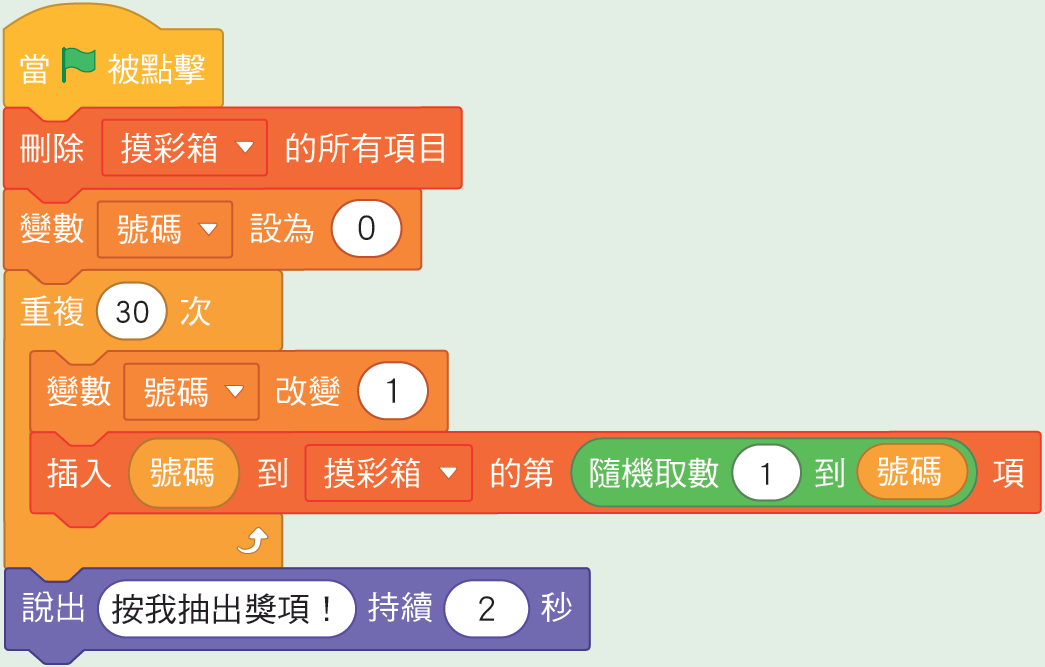 當 被點擊
刪除 摸彩箱 的所有項目
變數 號碼 設為 0
重複 30 次
變數 號碼 改變 1
插入 號碼 到 摸彩箱 的第 隨機取數 1 到 號碼 項
說出 按我抽出獎項！ 持續 2 秒